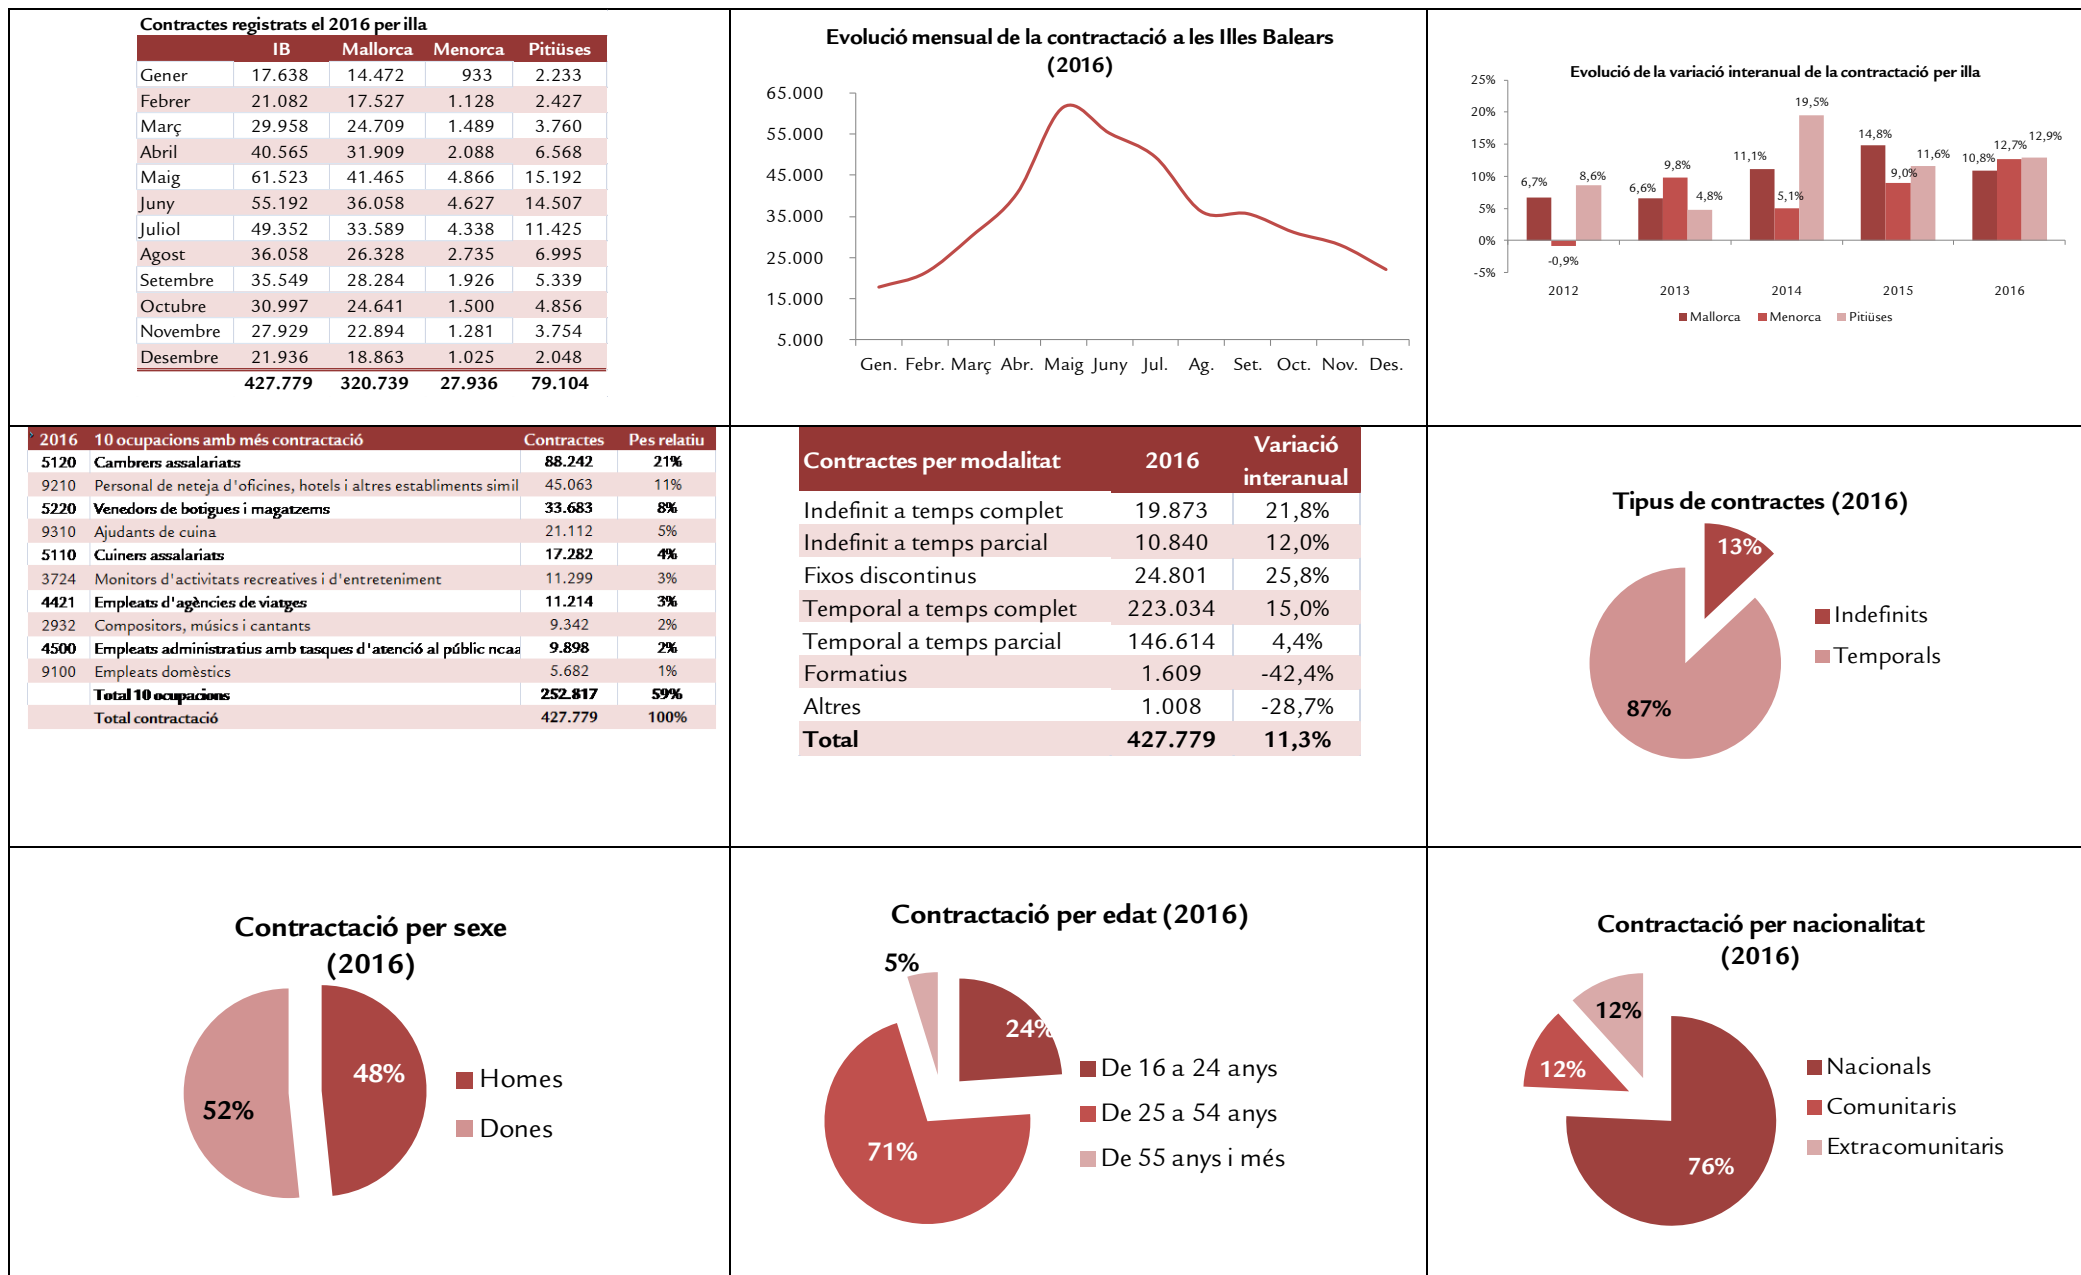 Contractes registrats el 2016 per illa
IB Mallorca Menorca Pitiüses
Gener 17.638 14.472 933 2.233
Febrer 21.082 17.527 1.128 2.427
Març 29.958 24.709 1.489 3.760
Abril 40.565 31.909 2.088 6.568
Maig 61.523 41.465 4.866 15.192
Juny 55.192 36.058 4.627 14.507
Juliol 49.352 33.589 4.338 11.425
Agost 36.058 26.328 2.735 6.995
Setembre 35.549 28.284 1.926 5.339
Octubre 30.997 24.641 1.500 4.856
Novembre 27.929 22.894 1.281 3.754
Desembre 21.936 18.863 1.025 2.048
427.779 320.739 27.936 79.104
Evolució mensual de la contractació a les Illes Balears
(2016)
65.000
55.000
45.000
35.000
25.000
15.000
5.000
Gen. Febr. Març Abr. Maig Juny Jul. Ag. Set. Oct. Nov. Des.
Evolució de la variació interanual de la contractació per illa
25%
20%
15%
10%
5%
0%
-5%
6,7% -0,9% 8,6%
6,6% 9,8% 4,8%
11,1% 5,1% 19,5%
14,8% 9,0% 11,6%
10,8% 12,7% 12,9%
2012 2013 2014 2015 2016
Mallorca Menorca Pitiüses
2016 10 ocupacions amb més contractació Contractes Pes relatiu
5120 Cambrers assalariats 88.242 21%
9210 Personal de neteja d'oficines, hotels i altres establiments simil 45.063 11%
5220 Venedors de botigues i magatzems 33.683 8%
9310 Ajudants de cuina 21.112 5%
5110 Cuiners assalariats 17.282 4%
3724 Monitors d'activitats recreatives i d'entreteniment 11.299 3%
4421 Empleats d'agències de viatges 11.214 3%
2932 Compositors, músics i cantants 9.342 2%
4500 Empleats administratius amb tasques d'atenció al públic ncaa 9.898 2%
9100 Empleats domèstics 5.682 1%
Total 10 ocupacions 252.817 59%
Total contractació 427.779 100%
Contractes per modalitat 2016 Variació interanual
Indefinit a temps complet 19.873 21,8%
Indefinit a temps parcial 10.840 12,0%
Fixos discontinus 24.801 25,8%
Temporal a temps complet 223.034 15,0%
Temporal a temps parcial 146.614 4,4%
Formatius 1.609 -42,4%
Altres 1.008 -28,7%
Total 427.779 11,3%
Tipus de contractes (2016)
13%
87%
Indefinits
Temporals
Contractació per sexe
(2016)
48%
52%
Homes
Dones
Contractació per edat (2016)
5%
24%
71%
De 16 a 24 anys
De 25 a 54 anys
De 55 anys i més
Contractació per nacionalitat
(2016)
12%
12%
76%
Nacionals
Comunitaris
Extracomunitaris